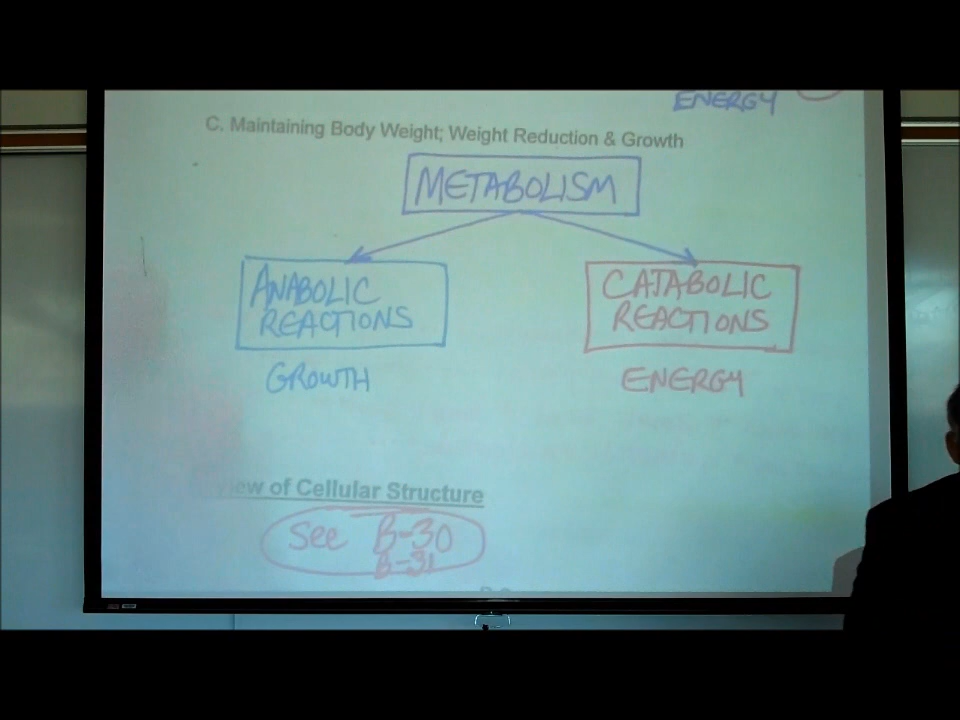 ENERGY
C. Maintaining Body Weight; Weight Reduction & Growth
METABOLISM
ANABOLIC
REACTIONS
CATABOLIC
REACTIONS
GROWTH
ENERGY
of Cellular Structure
See B-30
B-31